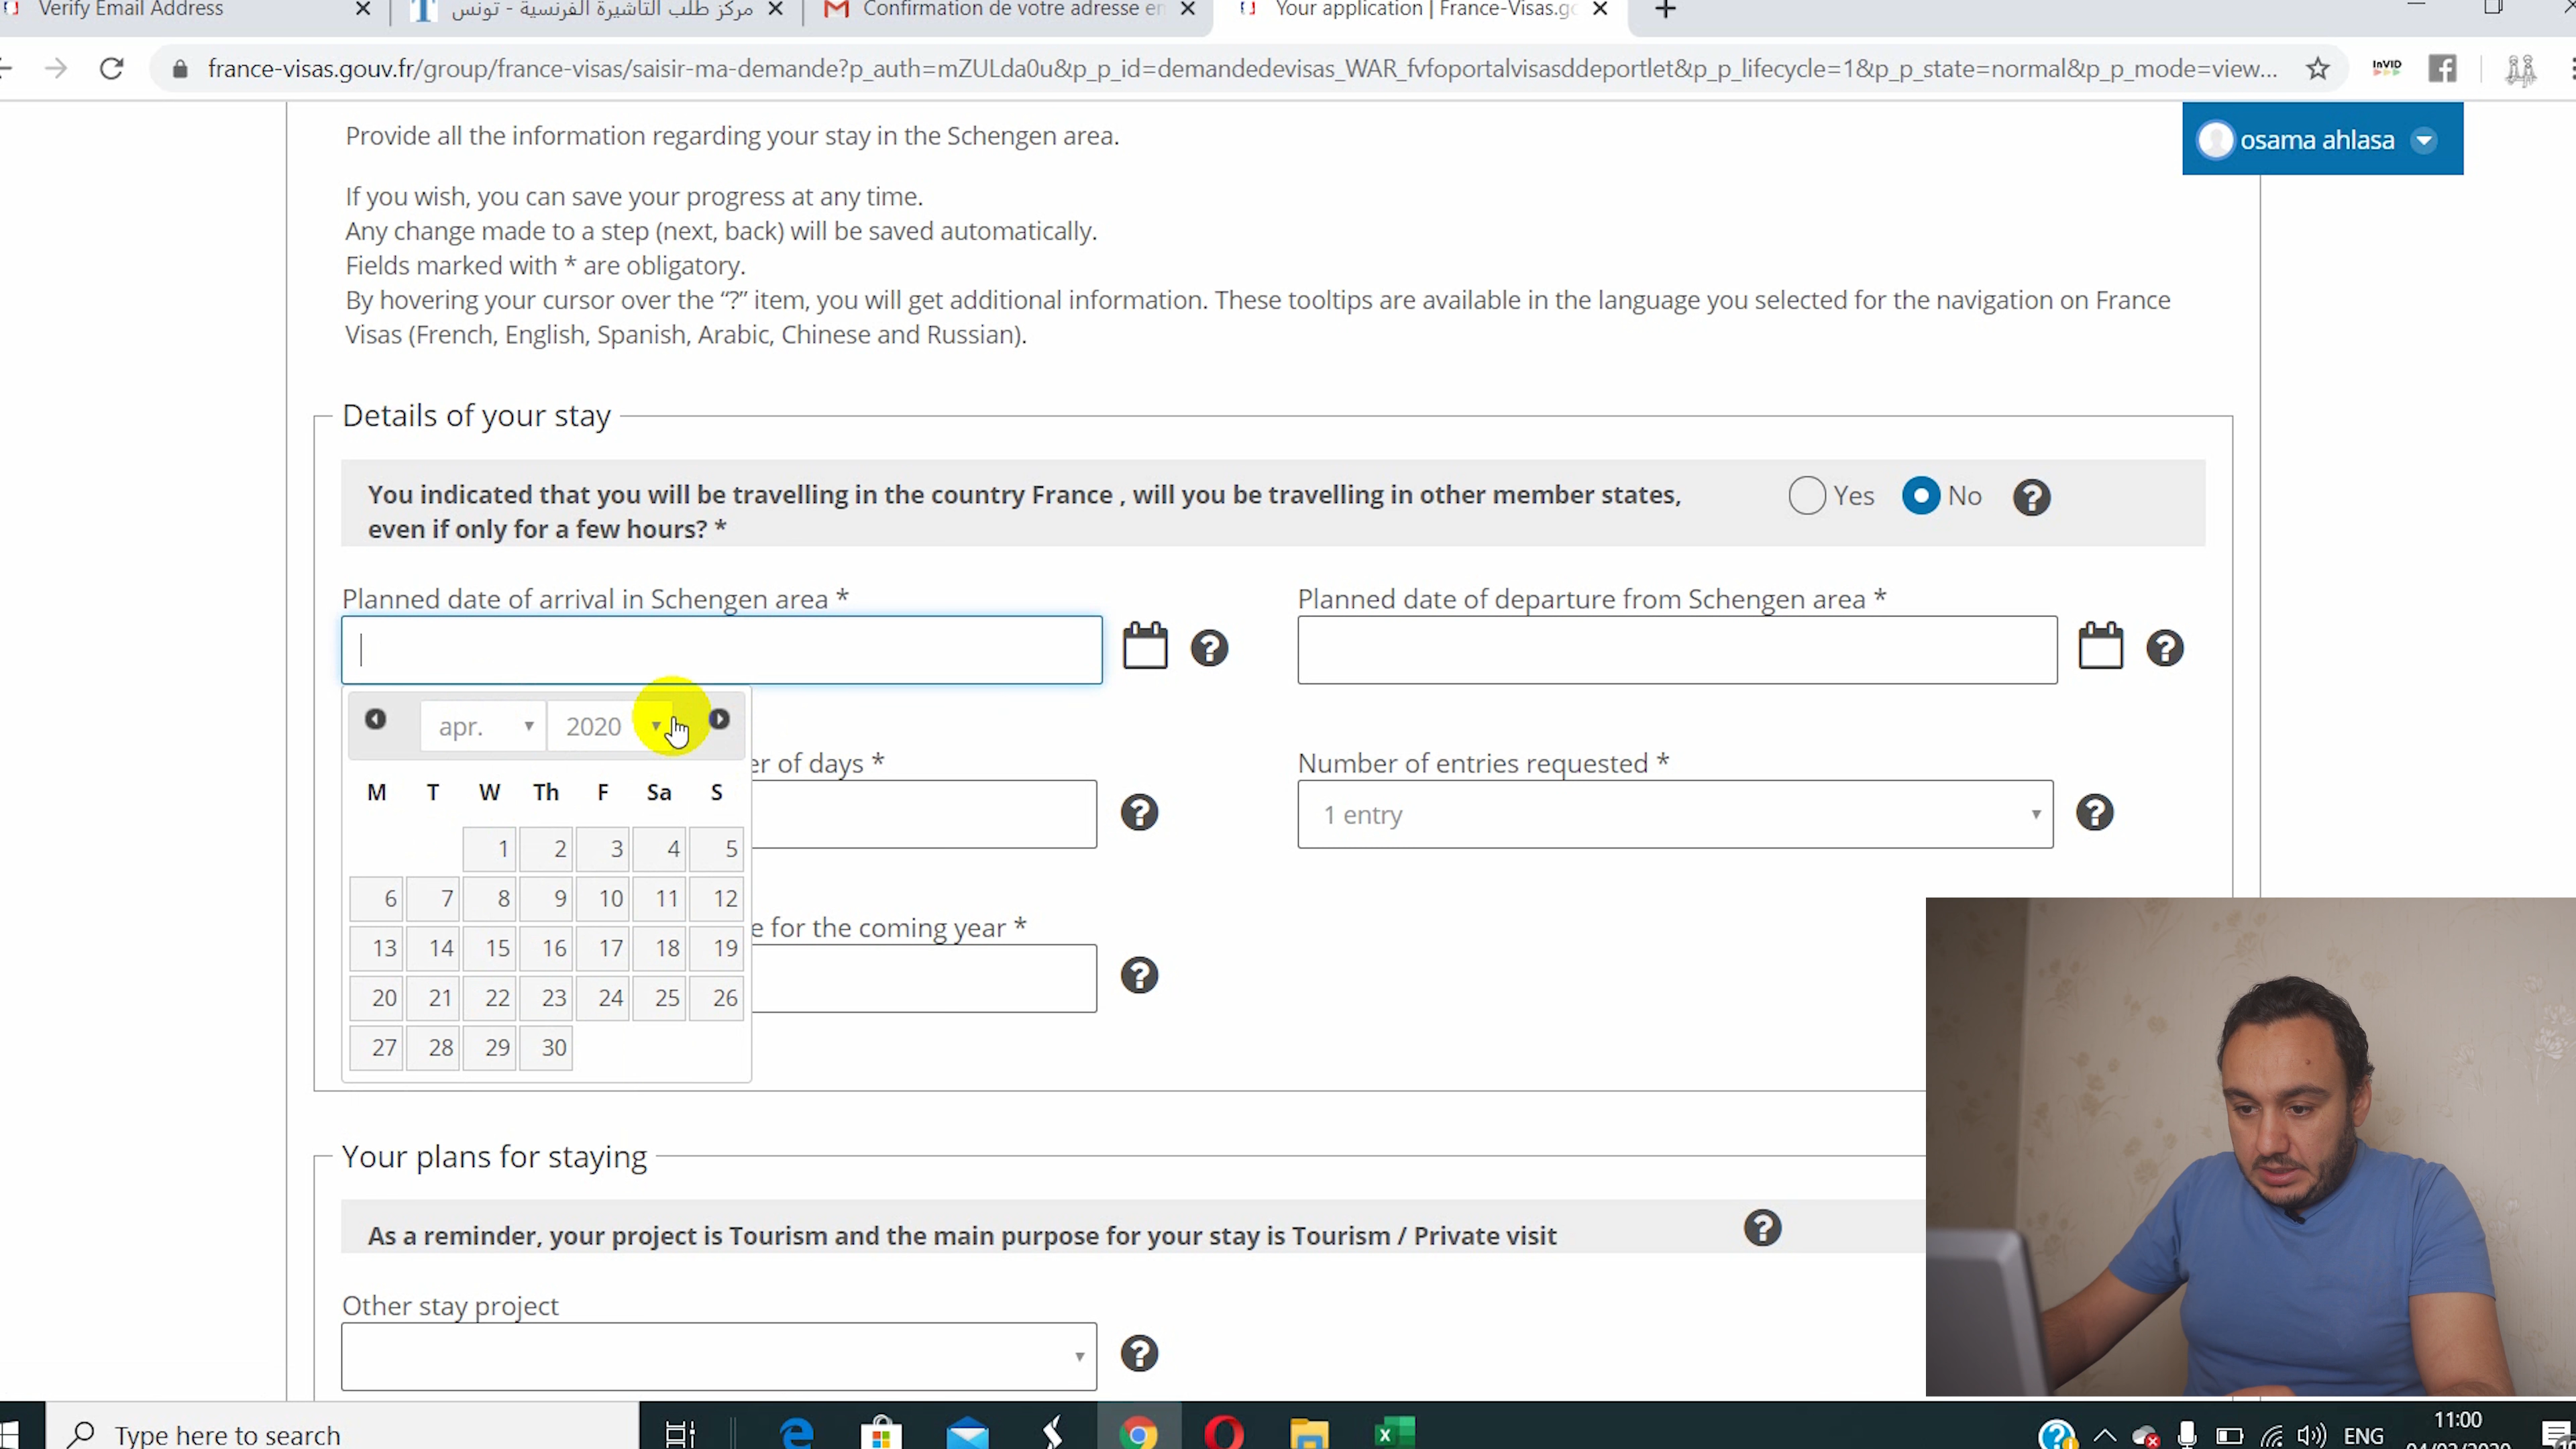 Verify Email Address
مركز طلب التأشيرة الفرنسية - تونس
Confirmation de votre adresse en
Your application | France-Visas.go
france-visas.gouv.fr/group/france-visas/saisir-ma-demande?p_auth=mZULda0u&p_p_id=demandedevisas_WAR_fvfoportalvisasddeportlet&p_p_lifecycle=1&p_p_state=normal&p_p_mode=view...
InVID
osama ahlasa
Provide all the information regarding your stay in the Schengen area.
If you wish, you can save your progress at any time.
Any change made to a step (next, back) will be saved automatically.
Fields marked with * are obligatory.
By hovering your cursor over the “?” item, you will get additional information. These tooltips are available in the language you selected for the navigation on France
Visas (French, English, Spanish, Arabic, Chinese and Russian).
Details of your stay
You indicated that you will be travelling in the country France , will you be travelling in other member states,
even if only for a few hours? *
Yes No ?
Planned date of arrival in Schengen area *
?
Planned date of departure from Schengen area *
?
apr. 2020
M T W Th F Sa S
1 2 3 4 5
6 7 8 9 10 11 12
13 14 15 16 17 18 19
20 21 22 23 24 25 26
27 28 29 30
er of days *
?
Number of entries requested *
1 entry ?
e for the coming year *
?
Your plans for staying
As a reminder, your project is Tourism and the main purpose for your stay is Tourism / Private visit ?
Other stay project
?
Type here to search
ENG
11:00